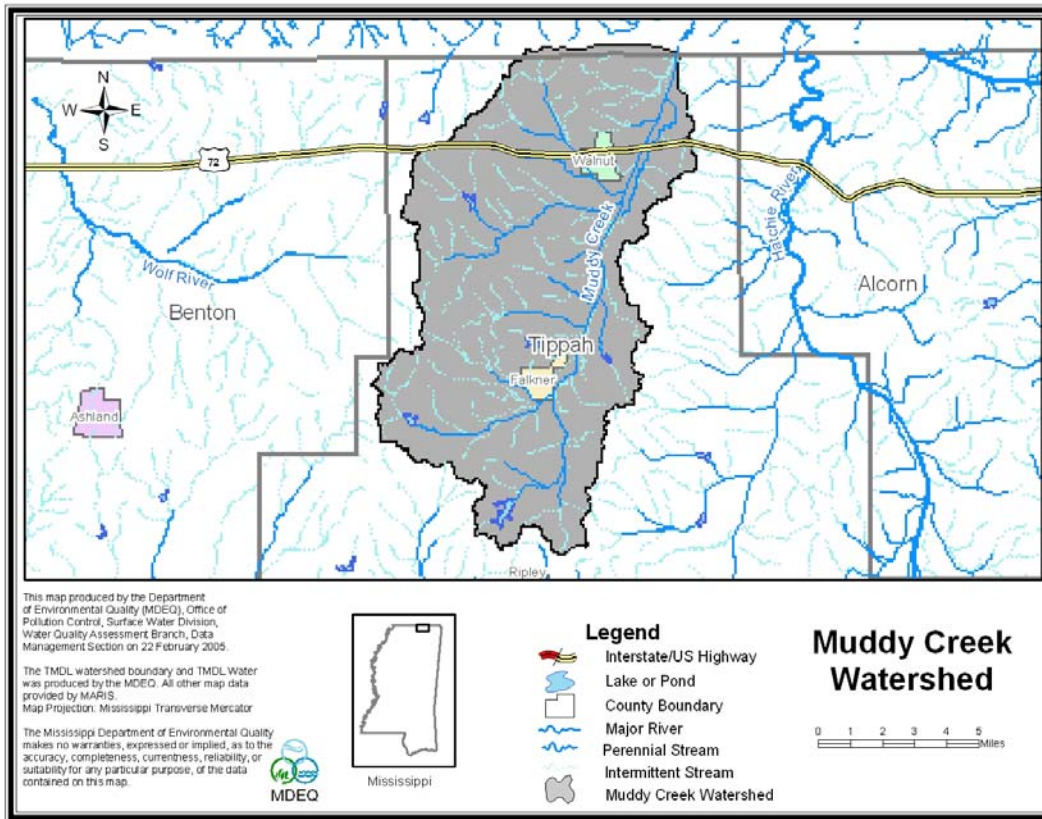 N
W E
S
72
Walnut
Muddy Creek
Hatchie River
Wolf River
Benton
Alcorn
Tippah
Falkner
Ashland
Ripley
This map produced by the Department
of Environmental Quality (MDEQ), Office of
Pollution Control, Surface Water Division,
Water Quality Assessment Branch, Data
Management Section on 22 February 2005.
The TMDL watershed boundary and TMDL Water
was produced by the MDEQ. All other map data
provided by MARIS.
Map Projection: Mississippi Transverse Mercator
The Mississippi Department of Environmental Quality
makes no warranties, expressed or implied, as to the
accuracy, completeness, currentness, reliability, or
suitability for any particular purpose, of the data
contained on this map.
MDEQ
Mississippi
Legend
Interstate/US Highway
Lake or Pond
County Boundary
Major River
Perennial Stream
Intermittent Stream
Muddy Creek Watershed
Muddy Creek
Watershed
0 1 2 3 4 5
Miles